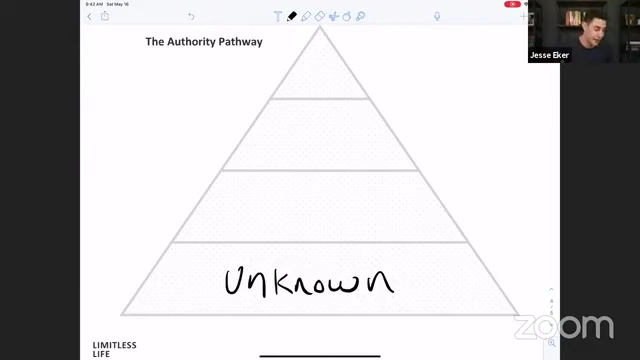 9:42 AM Sat May 16
The Authority Pathway
Jesse Eker
Unknown
LIMITLESS
LIFE
zoom